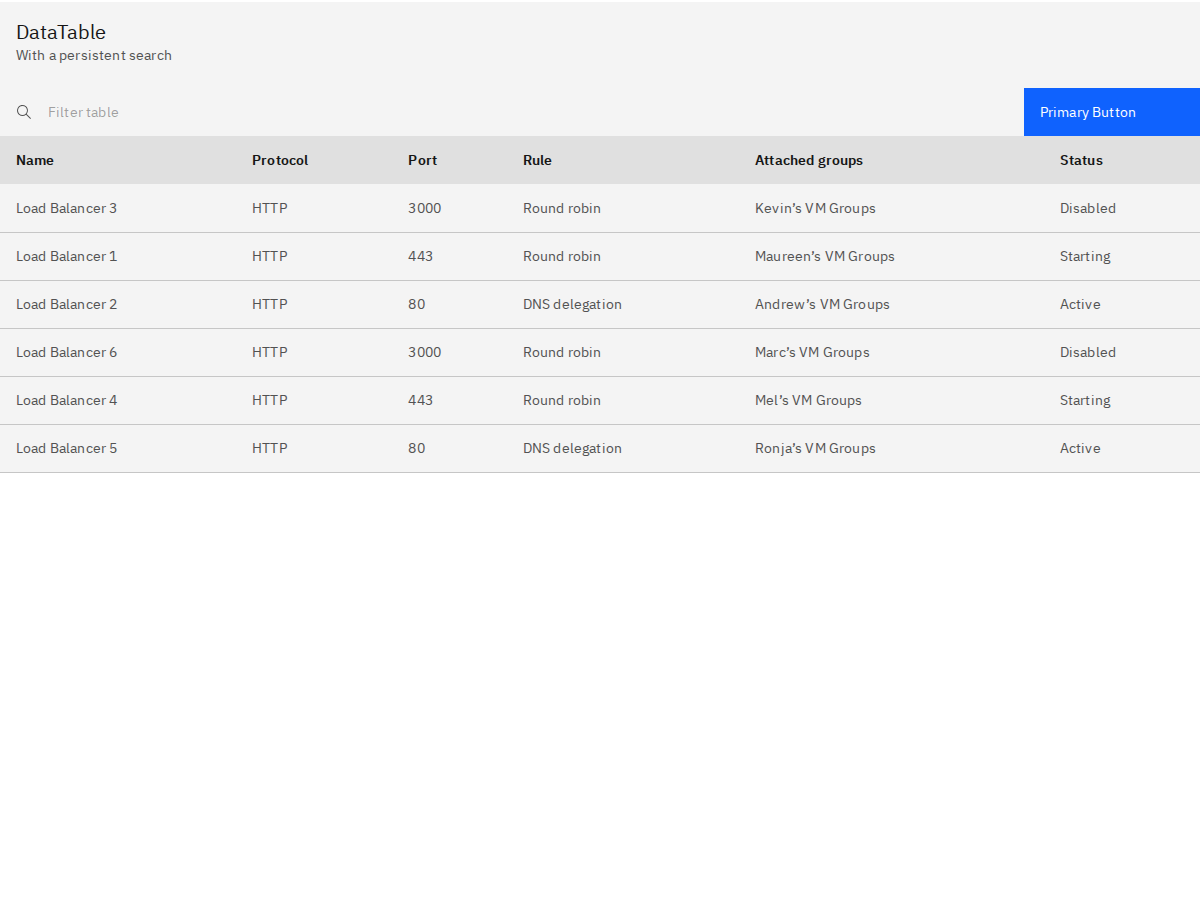 DataTable
With a persistent search
Filter table
Primary Button
Name Protocol Port Rule Attached groups Status
Load Balancer 3 HTTP 3000 Round robin Kevin’s VM Groups Disabled
Load Balancer 1 HTTP 443 Round robin Maureen’s VM Groups Starting
Load Balancer 2 HTTP 80 DNS delegation Andrew’s VM Groups Active
Load Balancer 6 HTTP 3000 Round robin Marc’s VM Groups Disabled
Load Balancer 4 HTTP 443 Round robin Mel’s VM Groups Starting
Load Balancer 5 HTTP 80 DNS delegation Ronja’s VM Groups Active